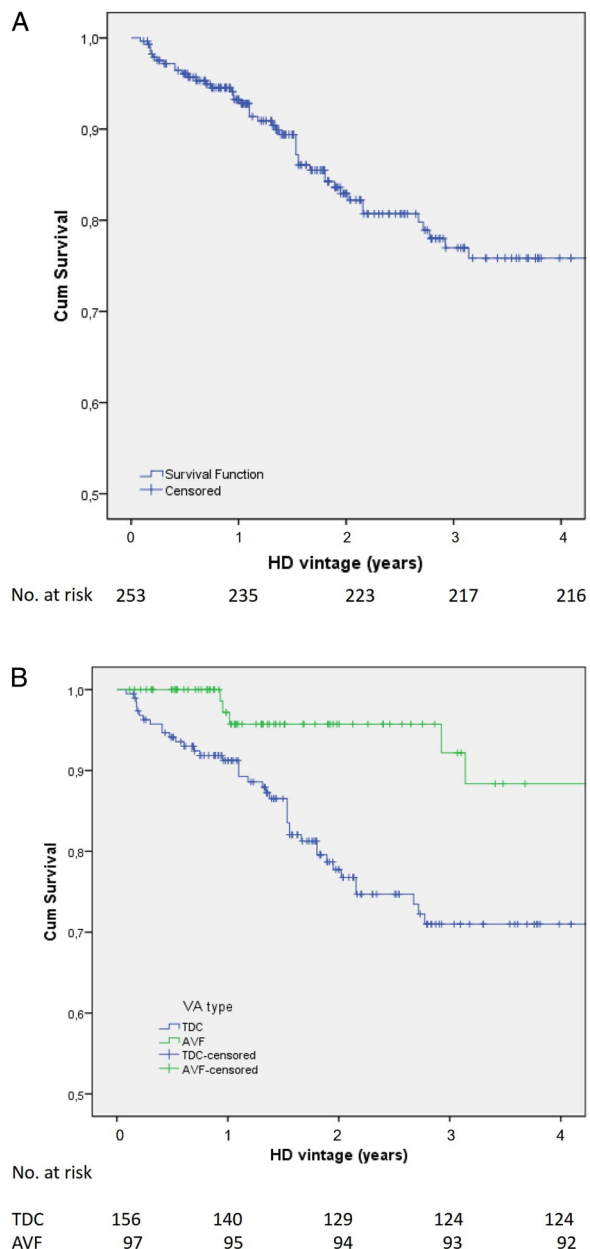 A
1,0
0,9
0,8
0,7
0,6
0,5
Cum Survival
Survival Function
Censored
0 1 2 3 4
HD vintage (years)
No. at risk 253 235 223 217 216
B
1,0
0,9
0,8
0,7
0,6
0,5
Cum Survival
VA type
TDC
AVF
TDC-censored
AVF-censored
0 1 2 3 4
HD vintage (years)
No. at risk
TDC 156 140 129 124 124
AVF 97 95 94 93 92